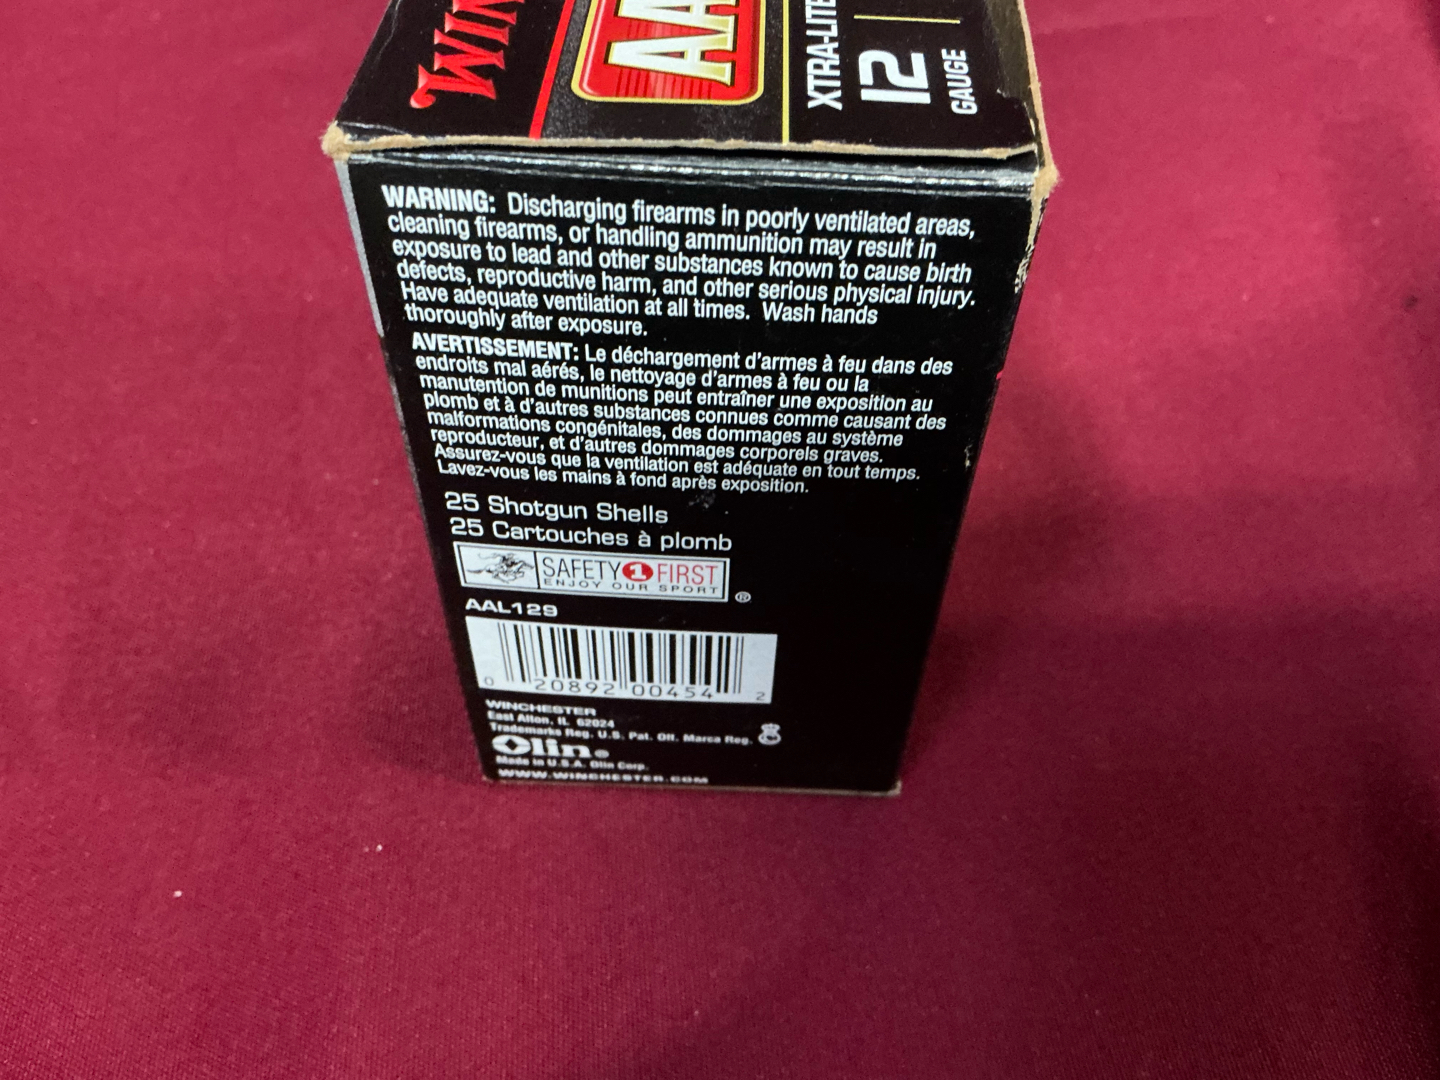 WIN
AA
XTRA-LITE
12
GAUGE
WARNING: Discharging firearms in poorly ventilated areas,
cleaning firearms, or handling ammunition may result in
exposure to lead and other substances known to cause birth
defects, reproductive harm, and other serious physical injury.
Have adequate ventilation at all times. Wash hands
thoroughly after exposure.
AVERTISSEMENT: Le déchargement d'armes à feu dans des
endroits mal aérés, le nettoyage d'armes à feu ou la
manutention de munitions peut entraîner une exposition au
plomb et à d'autres substances connues comme causant des
malformations congénitales, des dommages au système
reproducteur, et d'autres dommages corporels graves.
Assurez-vous que la ventilation est adéquate en tout temps.
Lavez-vous les mains à fond après exposition.
25 Shotgun Shells
25 Cartouches à plomb
SAFETY 1 FIRST
ENJOY OUR SPORT
®
AAL129
0 20892 00454 2
WINCHESTER
East Alton, IL 62024
Trademarks Reg. U.S. Pat. Off. Marca Reg.
Olin®
Made in U.S.A. Olin Corp.
WWW.WINCHESTER.COM